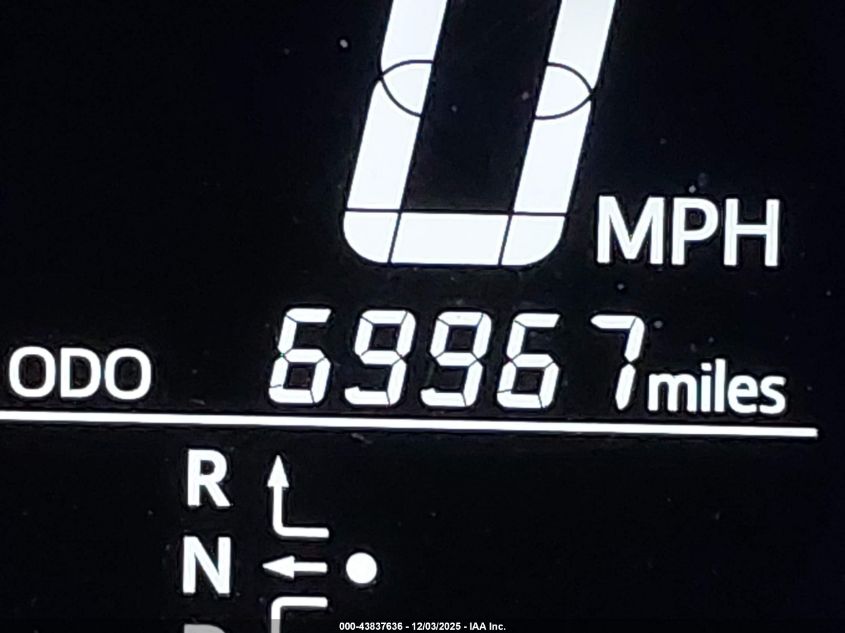 0 MPH
ODO 69967 miles
R
N
000-43837636 - 12/03/2025 - IAA Inc.